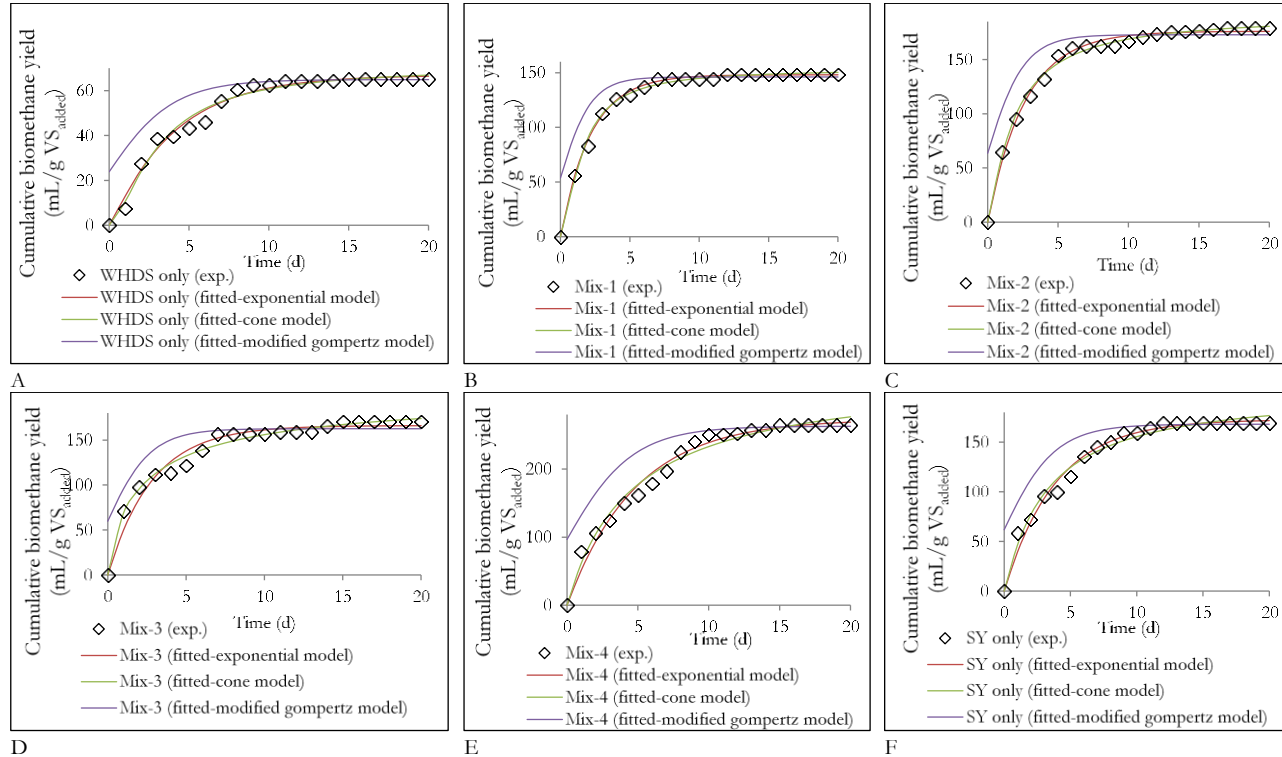 Cumulative biomethane yield
(mL/g VSadded)
60
40
20
0
0
5
10
15
20
Time (d)
WHDS only (exp.)
WHDS only (fitted-exponential model)
WHDS only (fitted-cone model)
WHDS only (fitted-modified gompertz model)
A
Cumulative biomethane yield
(mL/g VSadded)
150
100
50
0
0
5
10
15
20
Time (d)
Mix-1 (exp.)
Mix-1 (fitted-exponential model)
Mix-1 (fitted-cone model)
Mix-1 (fitted-modified gompertz model)
B
Cumulative biomethane yield
(mL/g VSadded)
150
100
50
0
0
5
10
15
20
Time (d)
Mix-2 (exp.)
Mix-2 (fitted-exponential model)
Mix-2 (fitted-cone model)
Mix-2 (fitted-modified gompertz model)
C
Cumulative biomethane yield
(mL/g VSadded)
150
100
50
0
0
5
10
15
20
Time (d)
Mix-3 (exp.)
Mix-3 (fitted-exponential model)
Mix-3 (fitted-cone model)
Mix-3 (fitted-modified gompertz model)
D
Cumulative biomethane yield
(mL/g VSadded)
200
100
0
0
5
10
15
20
Time (d)
Mix-4 (exp.)
Mix-4 (fitted-exponential model)
Mix-4 (fitted-cone model)
Mix-4 (fitted-modified gompertz model)
E
Cumulative biomethane yield
(mL/g VSadded)
150
100
50
0
0
5
10
15
20
Time (d)
SY only (exp.)
SY only (fitted-exponential model)
SY only (fitted-cone model)
SY only (fitted-modified gompertz model)
F